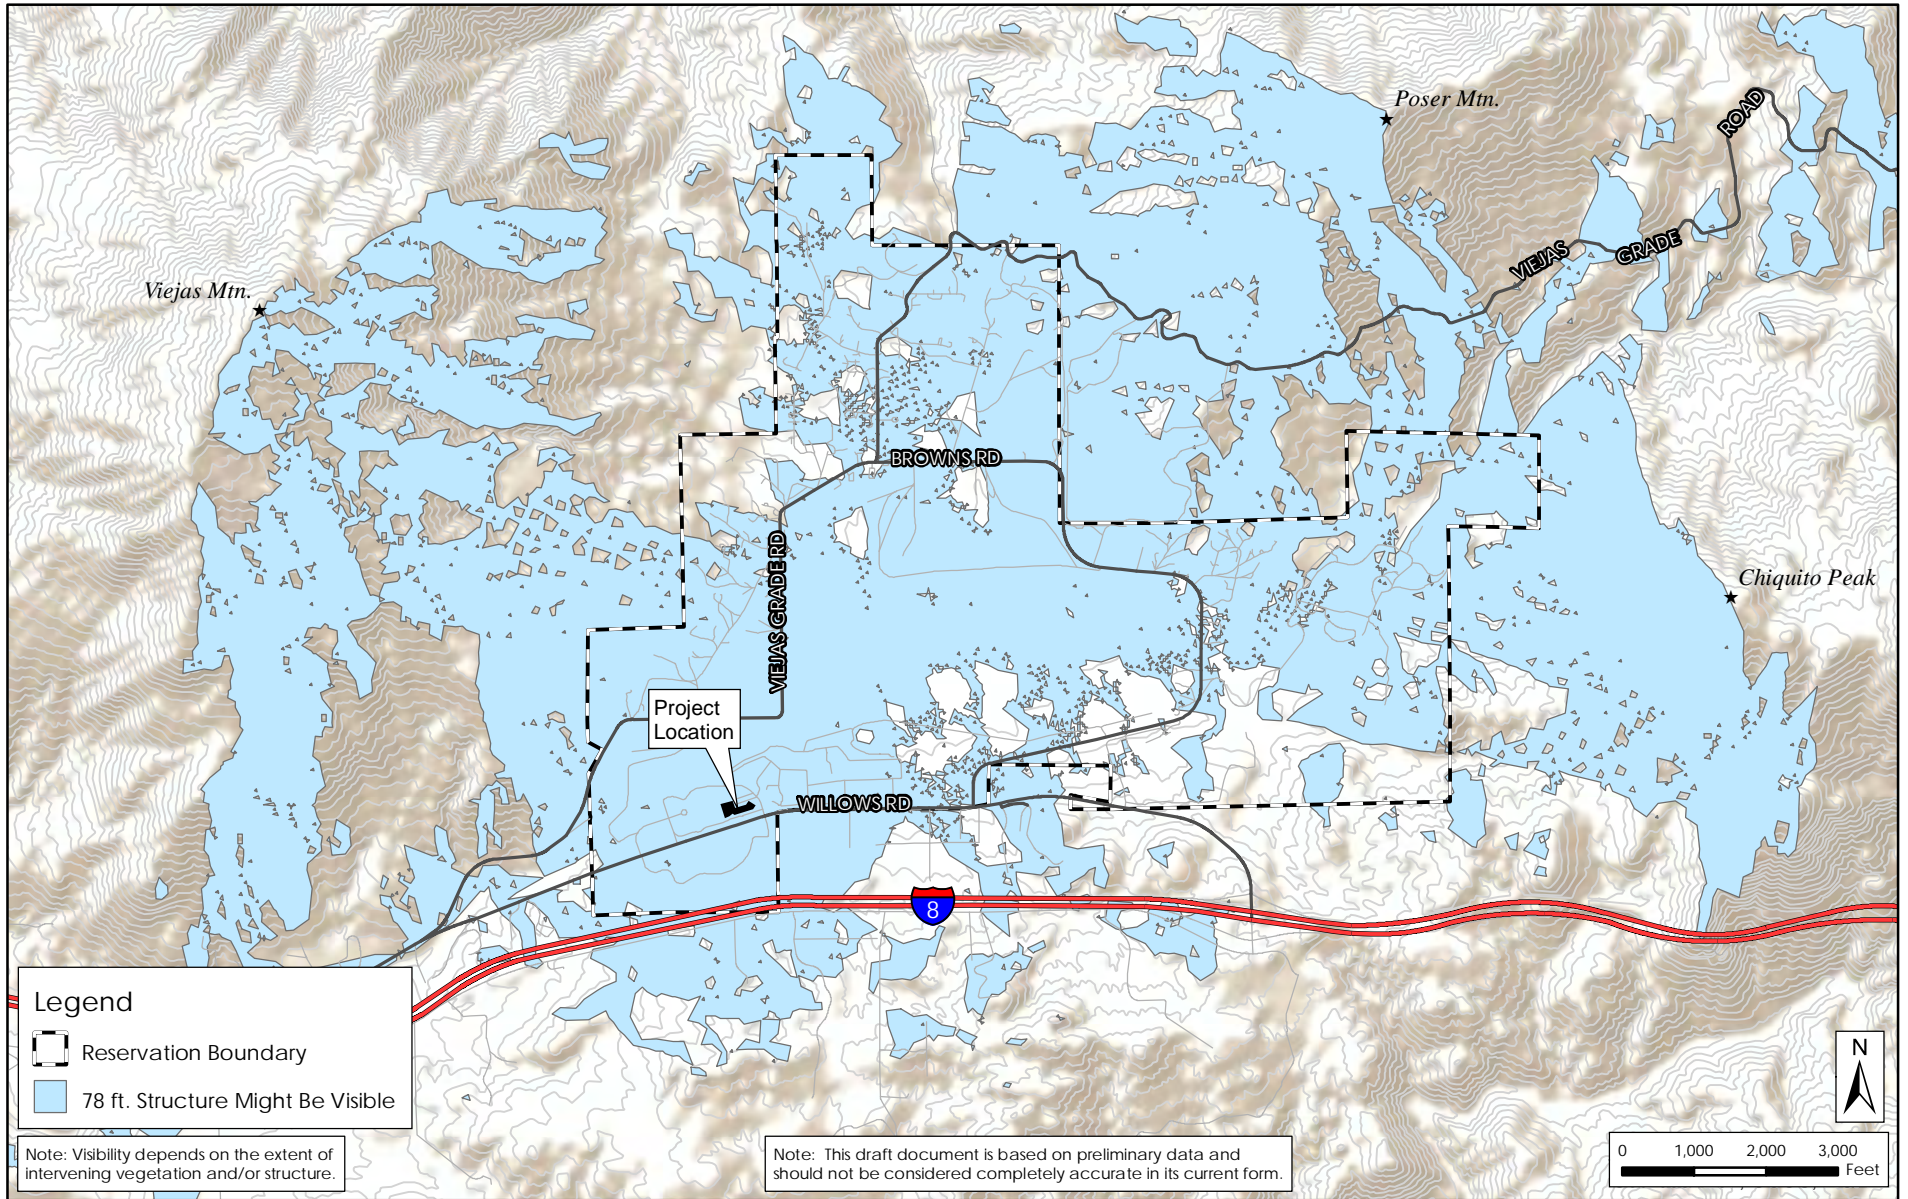 Poser Mtn.
ROAD
GRADE
VIEJAS
Viejas Mtn.
BROWNS RD
VIEJAS GRADE RD
Chiquito Peak
Project
Location
WILLOWS RD
8
Legend
Reservation Boundary
78 ft. Structure Might Be Visible
Note: Visibility depends on the extent of
intervening vegetation and/or structure.
Note: This draft document is based on preliminary data and
should not be considered completely accurate in its current form.
N
0 1,000 2,000 3,000
Feet